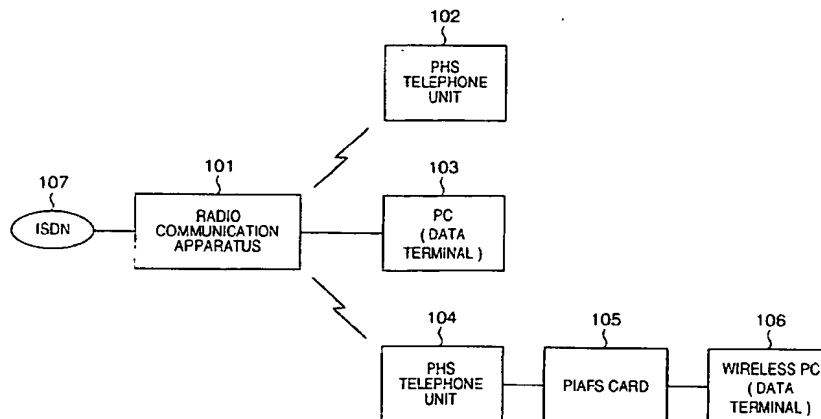 102
PHS
TELEPHONE
UNIT
101
103
107
ISDN
RADIO
COMMUNICATION
APPARATUS
PC
( DATA
TERMINAL )
104
105
106
PHS
TELEPHONE
UNIT
PIAFS CARD
WIRELESS PC
( DATA
TERMINAL )